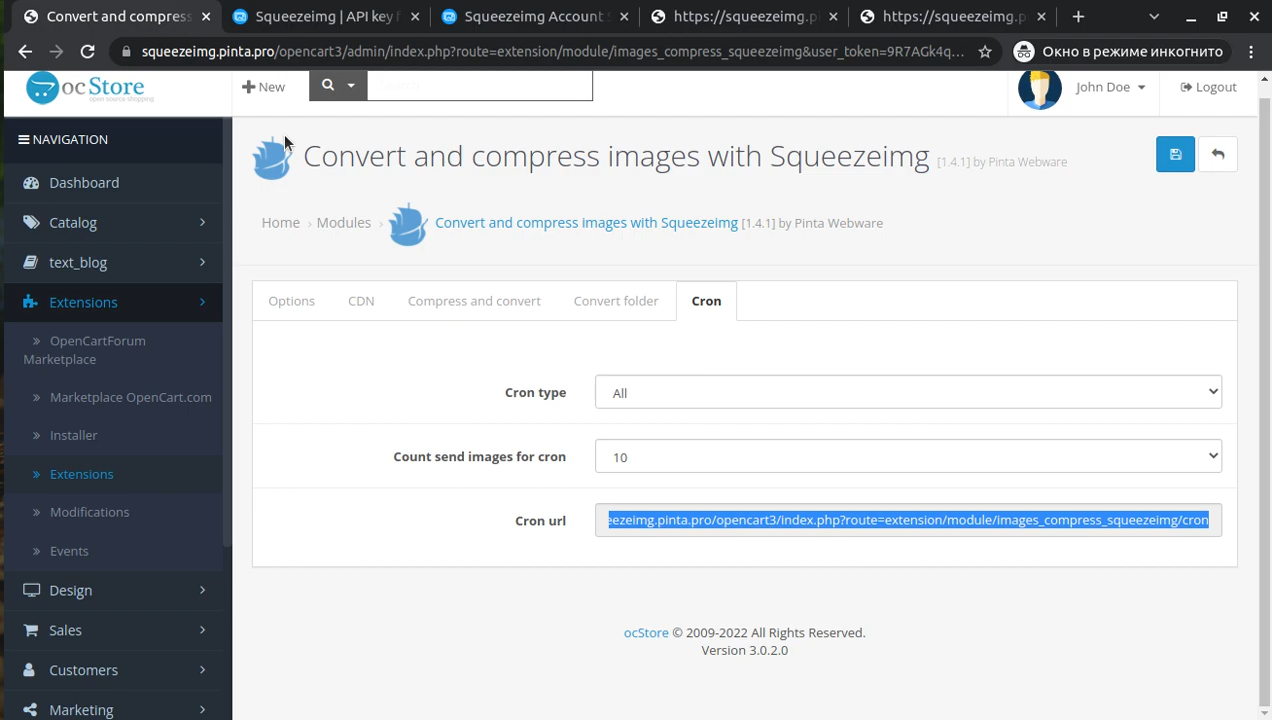 Convert and compress
Squeezeimg | API key f
Squeezeimg Account S
https://squeezeimg.p
https://squeezeimg.p
squeezeimg.pinta.pro/opencart3/admin/index.php?route=extension/module/images_compress_squeezeimg&user_token=9R7AGk4q...
Окно в режиме инкогнито
ocStore
open source shopping
New
John Doe
Logout
NAVIGATION
Convert and compress images with Squeezeimg [1.4.1] by Pinta Webware
Dashboard
Catalog
Home › Modules › Convert and compress images with Squeezeimg [1.4.1] by Pinta Webware
text_blog
Extensions
Options
CDN
Compress and convert
Convert folder
Cron
» OpenCartForum
Marketplace
» Marketplace OpenCart.com
» Installer
» Extensions
» Modifications
» Events
Cron type
All
Count send images for cron
10
Cron url
eezeimg.pinta.pro/opencart3/index.php?route=extension/module/images_compress_squeezeimg/cron
Design
Sales
Customers
Marketing
ocStore © 2009-2022 All Rights Reserved.
Version 3.0.2.0